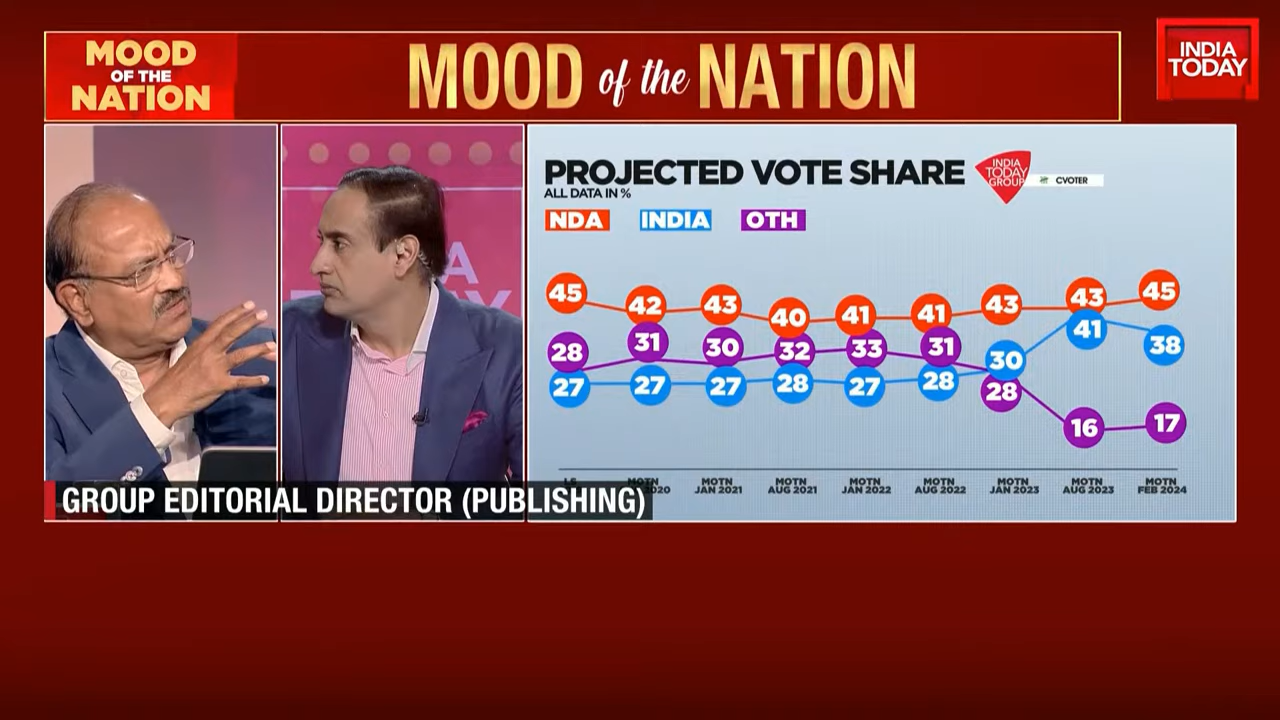 MOOD
OF THE
NATION
MOOD of the NATION
INDIA
TODAY
PROJECTED VOTE SHARE
ALL DATA IN %
INDIA
TODAY
GROUP
CVOTER
NDA INDIA OTH
45 42 43 40 41 41 43 43 45
28 31 30 32 33 31 28 16 17
27 27 27 28 27 28 30 41 38
MOTN MOTN MOTN MOTN MOTN MOTN MOTN
2020 JAN 2021 AUG 2021 JAN 2022 AUG 2022 JAN 2023 AUG 2023 FEB 2024
GROUP EDITORIAL DIRECTOR (PUBLISHING)